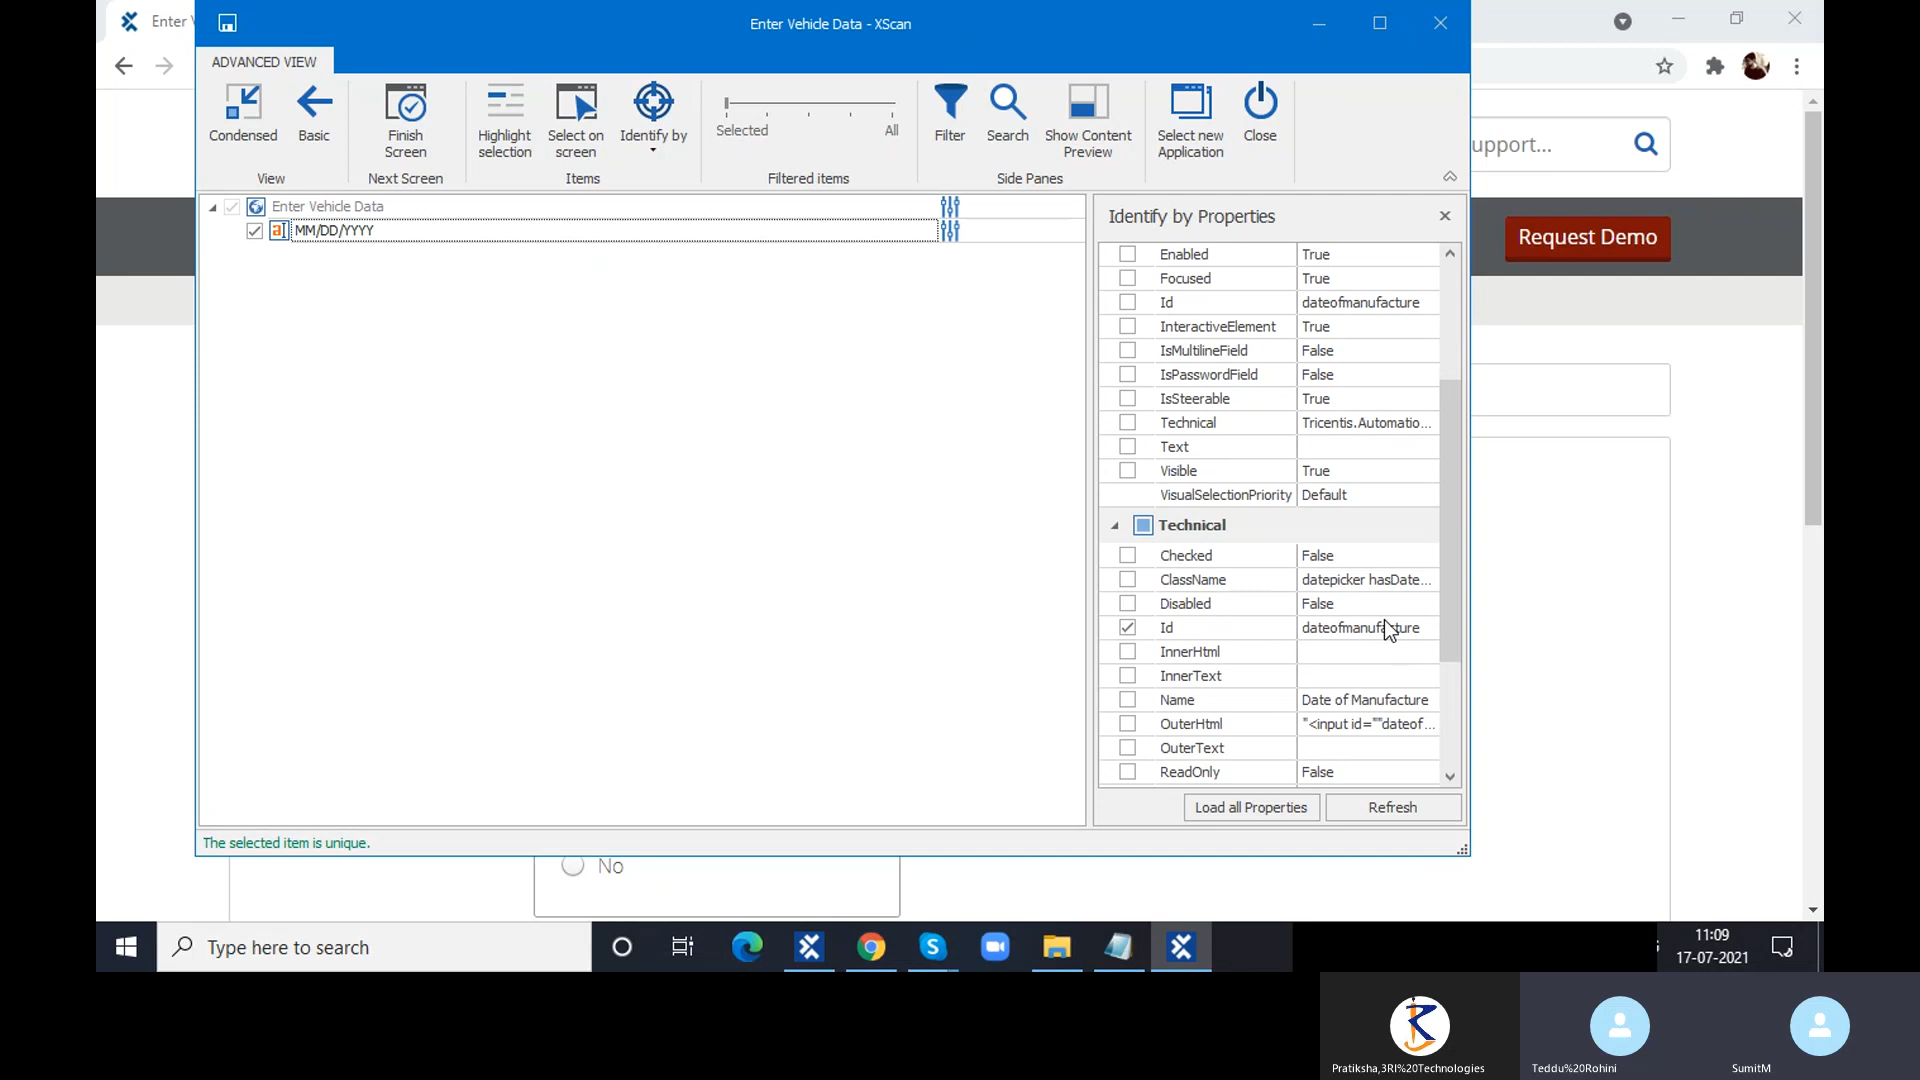 Enter V
Enter Vehicle Data - XScan
ADVANCED VIEW
Condensed
Basic
View
Finish
Screen
Next Screen
Highlight
selection
Select on
screen
Identify by
Items
Selected
All
Filtered items
Filter
Search
Show Content
Preview
Side Panes
Select new
Application
Close
upport...
Request Demo
Enter Vehicle Data
MM/DD/YYYY
Identify by Properties
Enabled True
Focused True
Id dateofmanufacture
InteractiveElement True
IsMultilineField False
IsPasswordField False
IsSteerable True
Technical Tricentis.Automatio...
Text
Visible True
VisualSelectionPriority Default
Technical
Checked False
ClassName datepicker hasDate...
Disabled False
Id dateofmanufacture
InnerHtml
InnerText
Name Date of Manufacture
OuterHtml "<input id=""dateof...
OuterText
ReadOnly False
Load all Properties
Refresh
The selected item is unique.
No
Type here to search
11:09
17-07-2021
Pratiksha,3RI%20Technologies
Teddu%20Rohini
SumitM